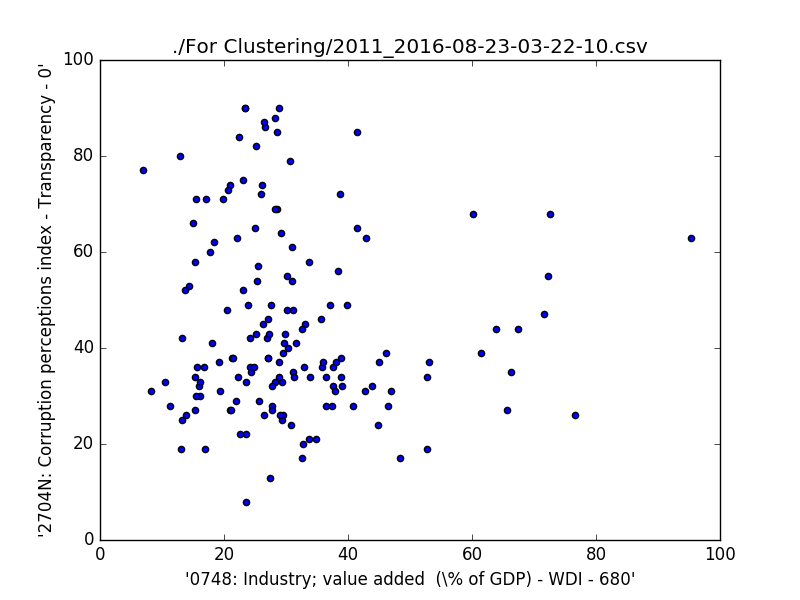 ./For Clustering/2011_2016-08-23-03-22-10.csv
100
80
60
40
20
0
'2704N: Corruption perceptions index - Transparency - 0'
0 20 40 60 80 100
'0748: Industry; value added  (\% of GDP) - WDI - 680'